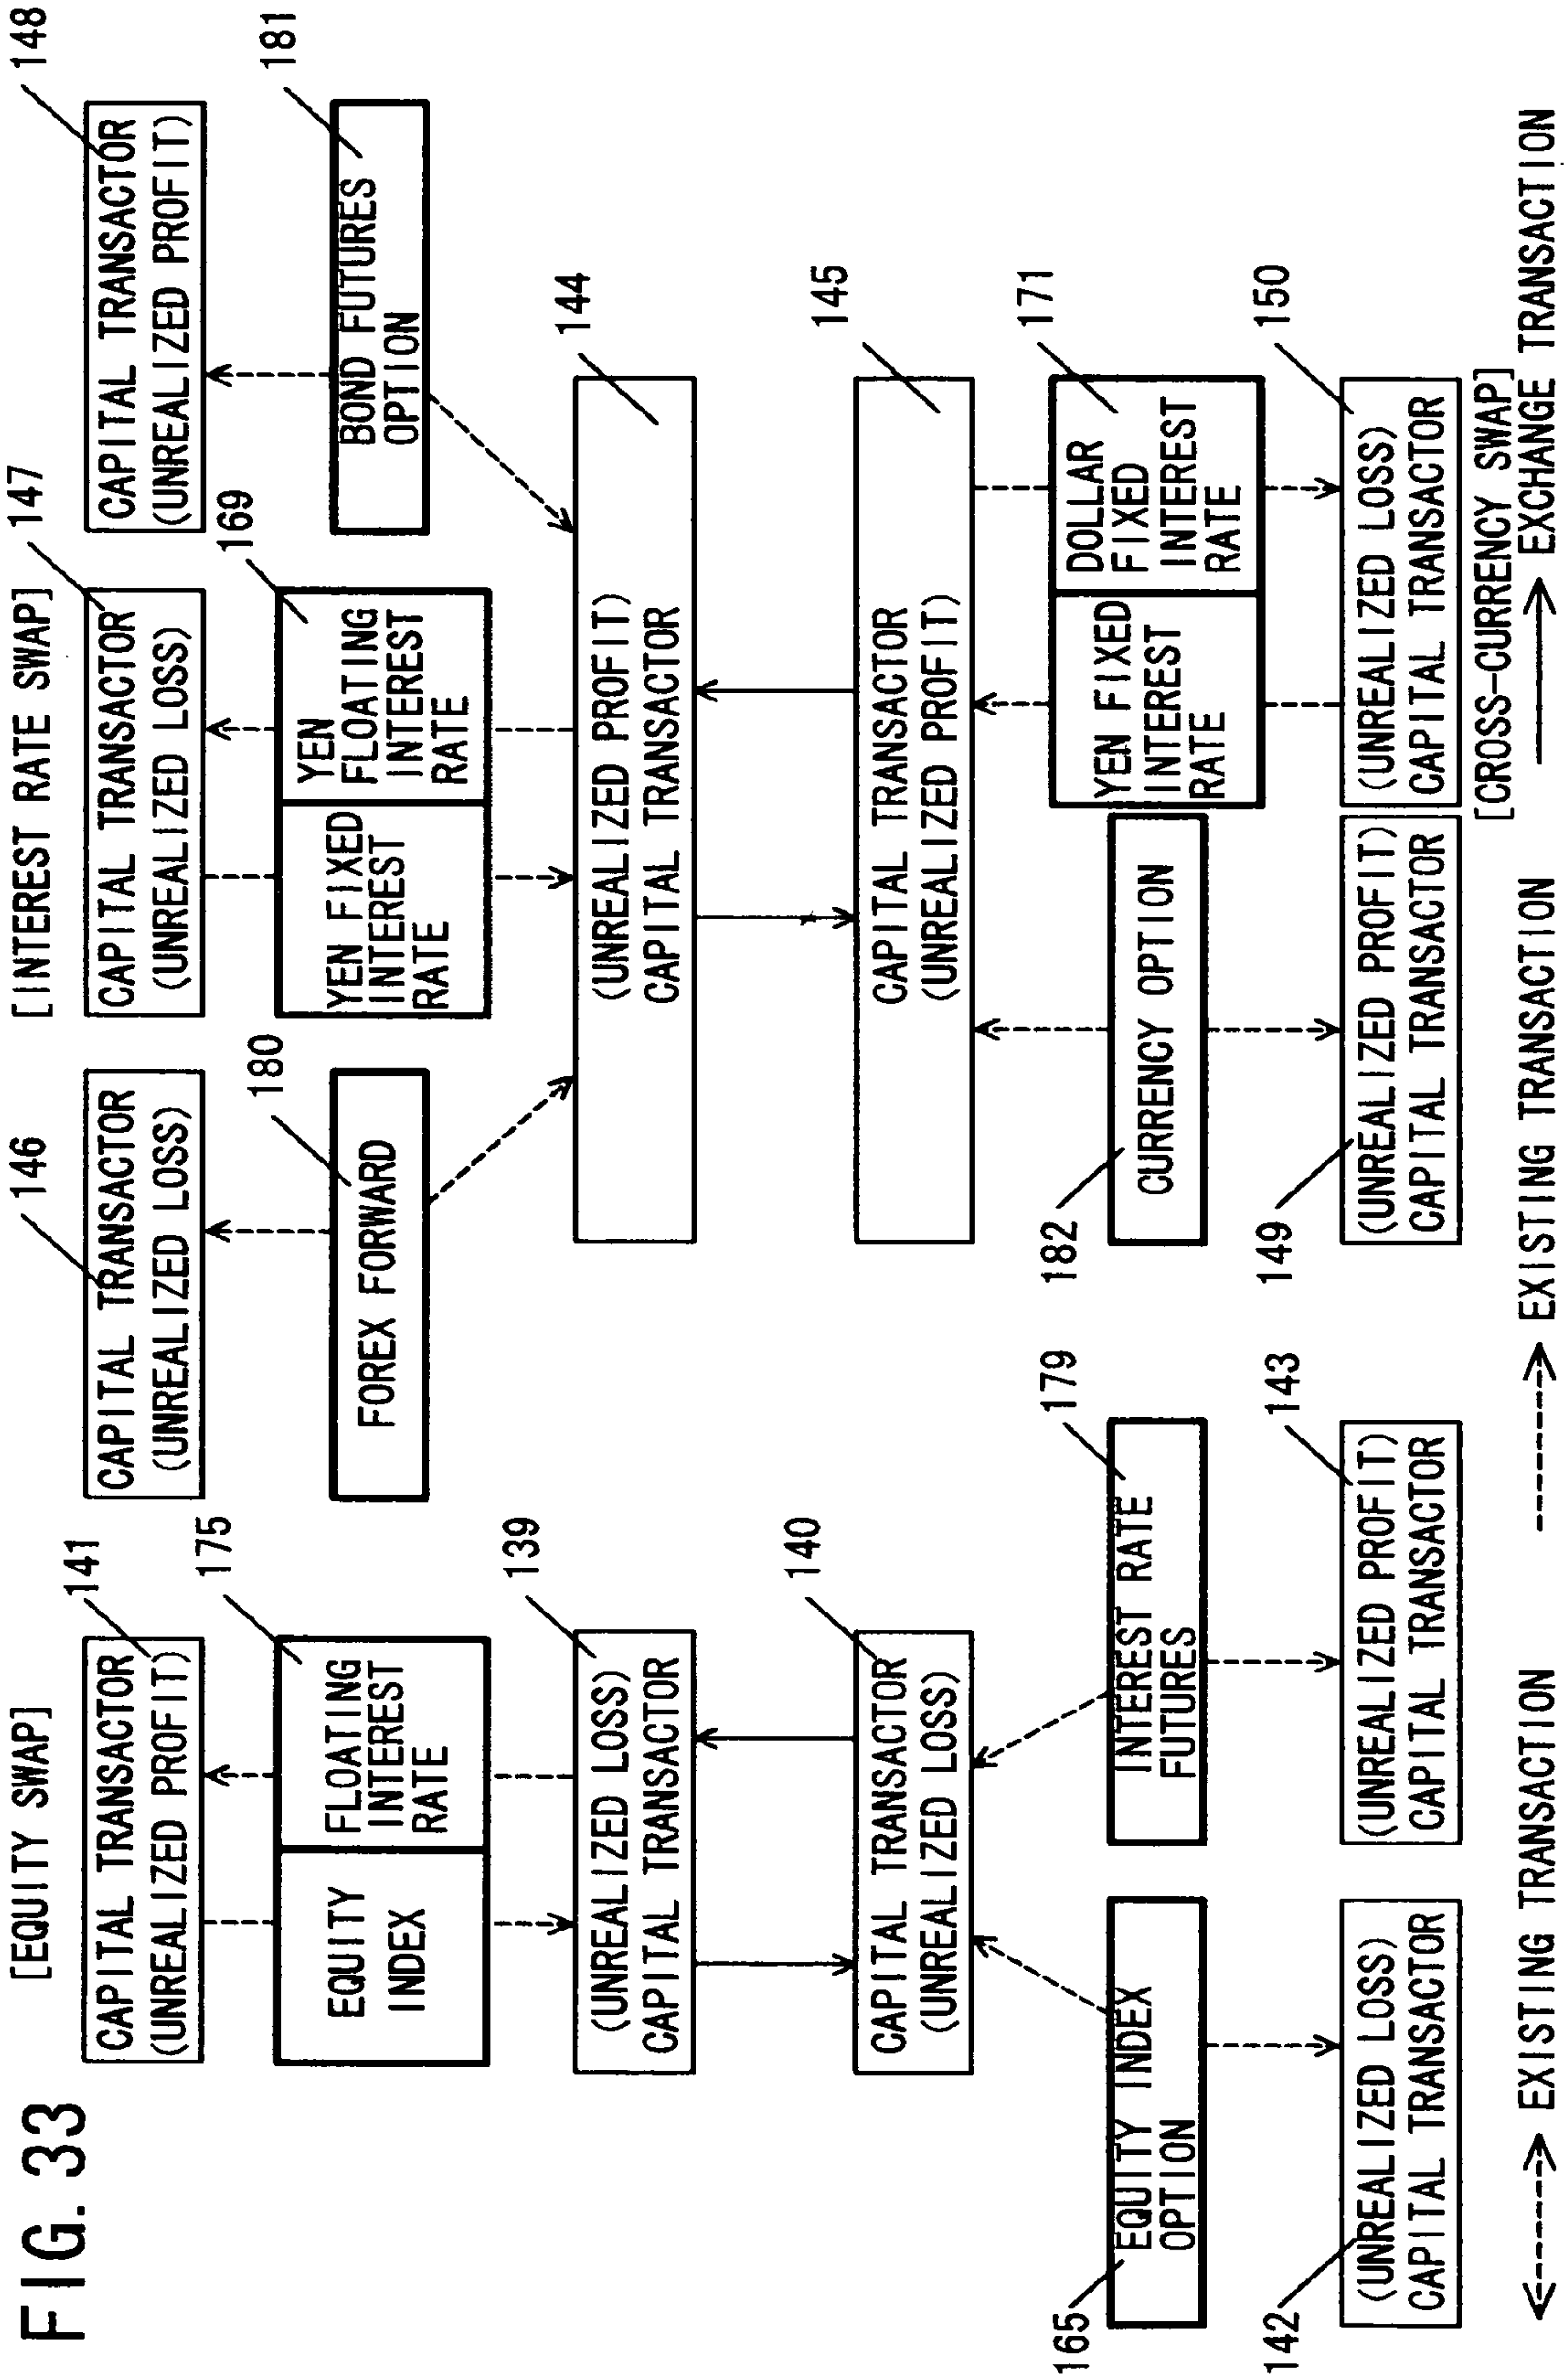 FIG. 33
[EQUITY SWAP]
[INTEREST RATE SWAP]
141
146
147
148
CAPITAL TRANSACTOR
(UNREALIZED PROFIT)
CAPITAL TRANSACTOR
(UNREALIZED LOSS)
CAPITAL TRANSACTOR
(UNREALIZED LOSS)
CAPITAL TRANSACTOR
(UNREALIZED PROFIT)
175
180
169
181
EQUITY
INDEX
FLOATING
INTEREST
RATE
FOREX FORWARD
YEN FIXED
INTEREST
RATE
YEN
FLOATING
INTEREST
RATE
BOND FUTURES
OPTION
139
144
(UNREALIZED LOSS)
CAPITAL TRANSACTOR
(UNREALIZED PROFIT)
CAPITAL TRANSACTOR
140
145
CAPITAL TRANSACTOR
(UNREALIZED LOSS)
CAPITAL TRANSACTOR
(UNREALIZED PROFIT)
165
179
182
171
EQUITY INDEX
OPTION
INTEREST RATE
FUTURES
CURRENCY OPTION
YEN FIXED
INTEREST
RATE
DOLLAR
FIXED
INTEREST
RATE
142
143
149
150
(UNREALIZED LOSS)
CAPITAL TRANSACTOR
(UNREALIZED PROFIT)
CAPITAL TRANSACTOR
(UNREALIZED PROFIT)
CAPITAL TRANSACTOR
(UNREALIZED LOSS)
CAPITAL TRANSACTOR
[CROSS-CURRENCY SWAP]
EXISTING TRANSACTION
EXISTING TRANSACTION
EXCHANGE TRANSACTION